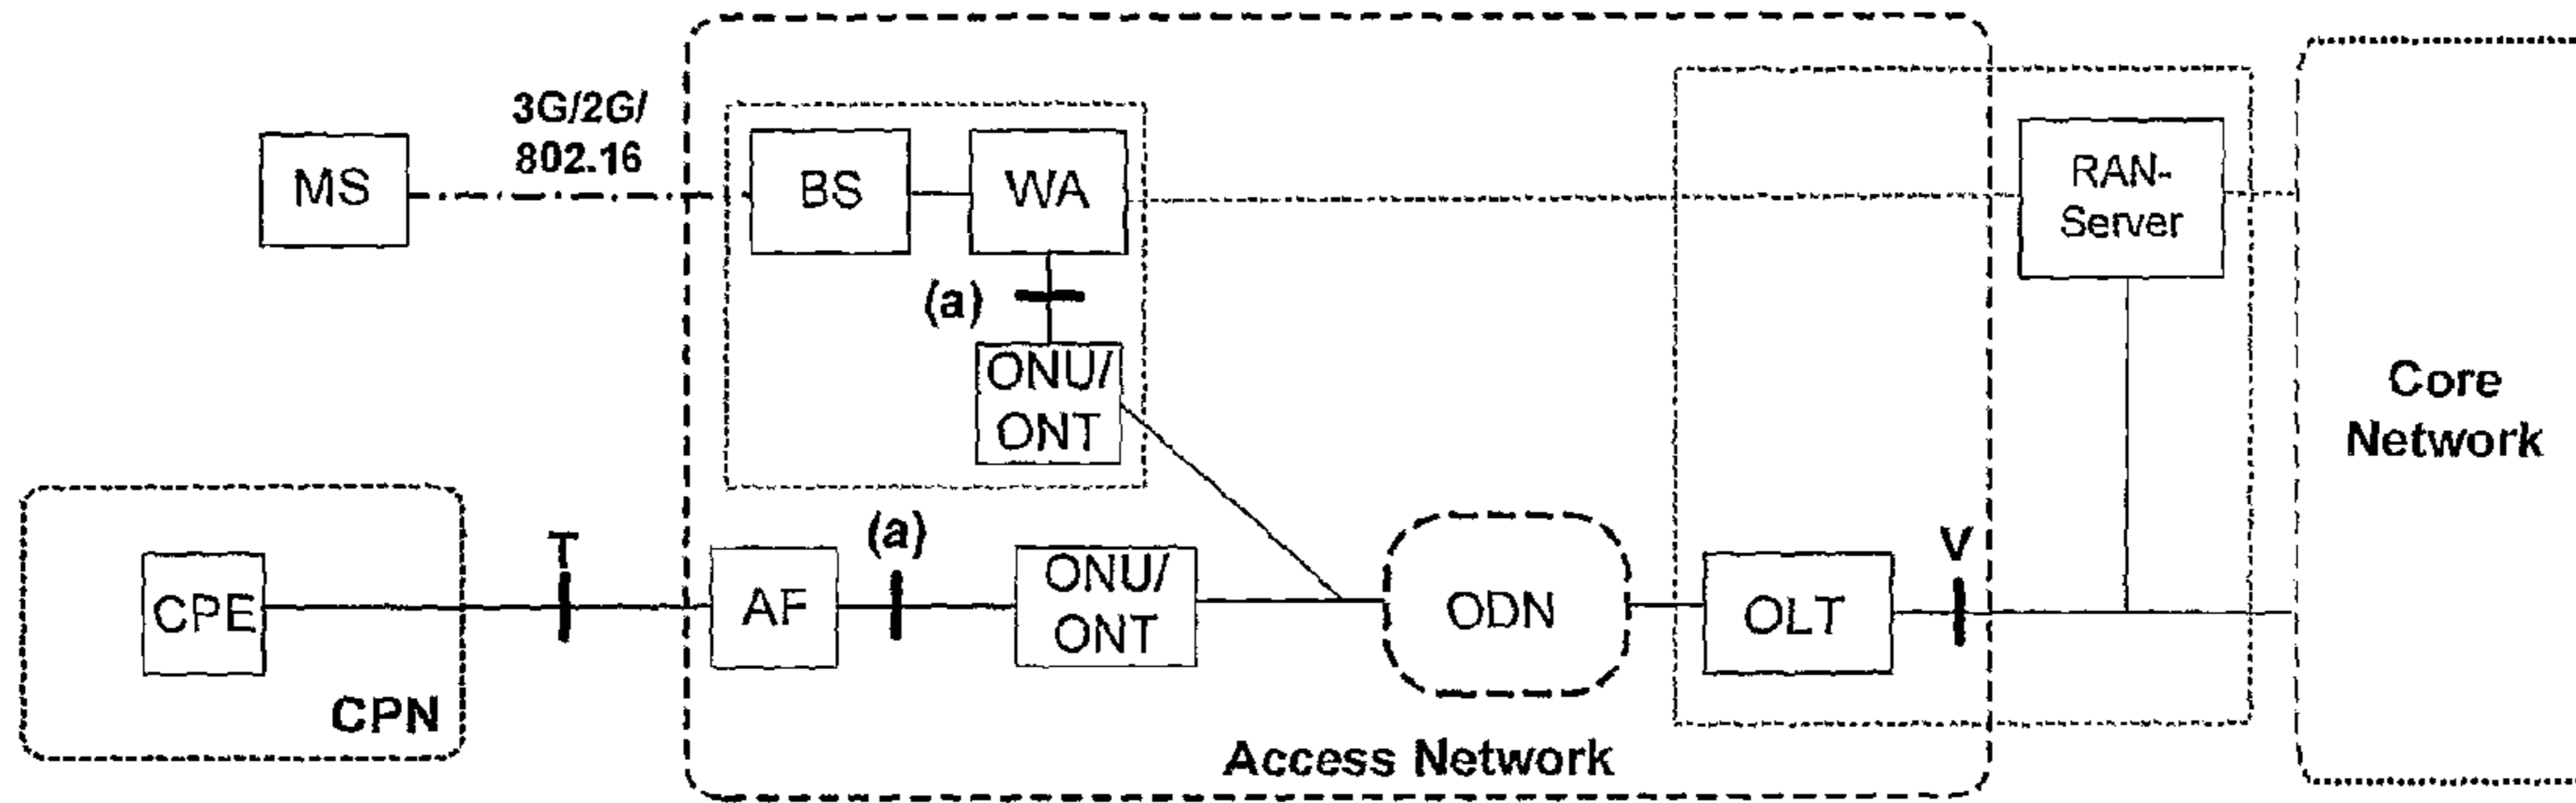 3G/2G/
802.16
MS
BS
WA
RAN-
Server
(a)
ONU/
ONT
Core
Network
T
(a)
V
CPE
AF
ONU/
ONT
ODN
OLT
CPN
Access Network